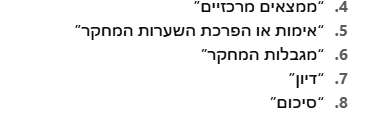 4. "ממצאים מרכזיים"
5. "אימות או הפרכת השערות המחקר"
6. "מגבלות המחקר"
7. "דיון"
8. "סיכום"